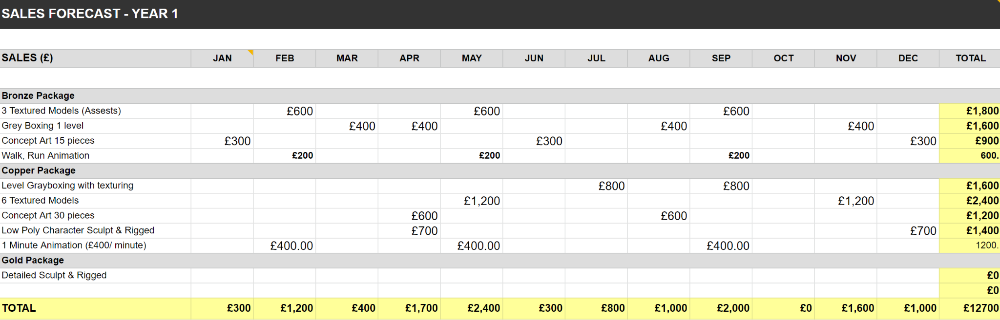 SALES FORECAST - YEAR 1
SALES (£) JAN FEB MAR APR MAY JUN JUL AUG SEP OCT NOV DEC TOTAL
Bronze Package
3 Textured Models (Assests) £600 £600 £600 £1,800
Grey Boxing 1 level £400 £400 £400 £400 £1,600
Concept Art 15 pieces £300 £300 £300 £900
Walk, Run Animation £200 £200 £200 600.
Copper Package
Level Grayboxing with texturing £800 £800 £1,600
6 Textured Models £1,200 £1,200 £2,400
Concept Art 30 pieces £600 £600 £1,200
Low Poly Character Sculpt & Rigged £700 £700 £1,400
1 Minute Animation (£400/ minute) £400.00 £400.00 £400.00 1200.
Gold Package
Detailed Sculpt & Rigged £0
£0
TOTAL £300 £1,200 £400 £1,700 £2,400 £300 £800 £1,000 £2,000 £0 £1,600 £1,000 £12700